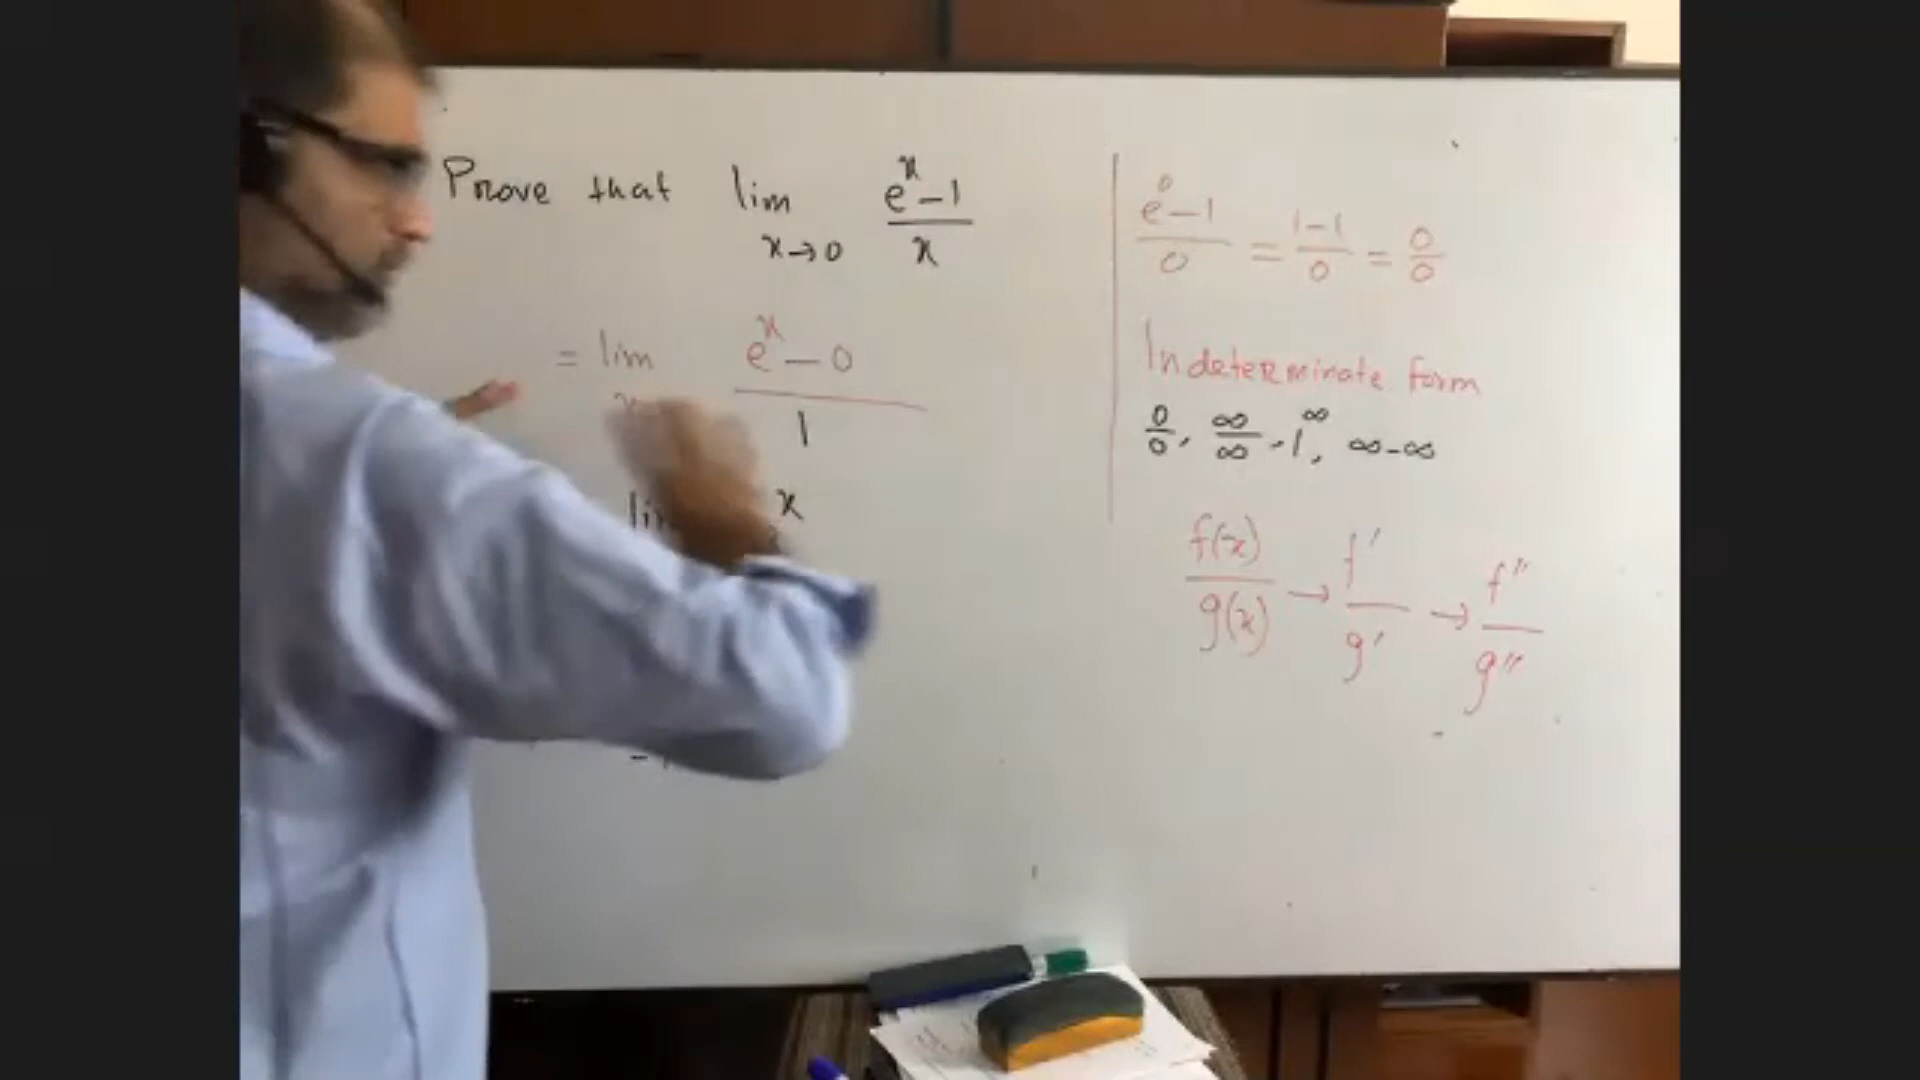 Prove that lim e^x - 1 / x
x→0
= lim e^x - 0 / 1
x
e^0 - 1 / 0 = 1-1 / 0 = 0/0
Indeterminate form
0/0, ∞/∞, 1^∞, ∞-∞
f(x)/g(x) → f'/g' → f''/g''